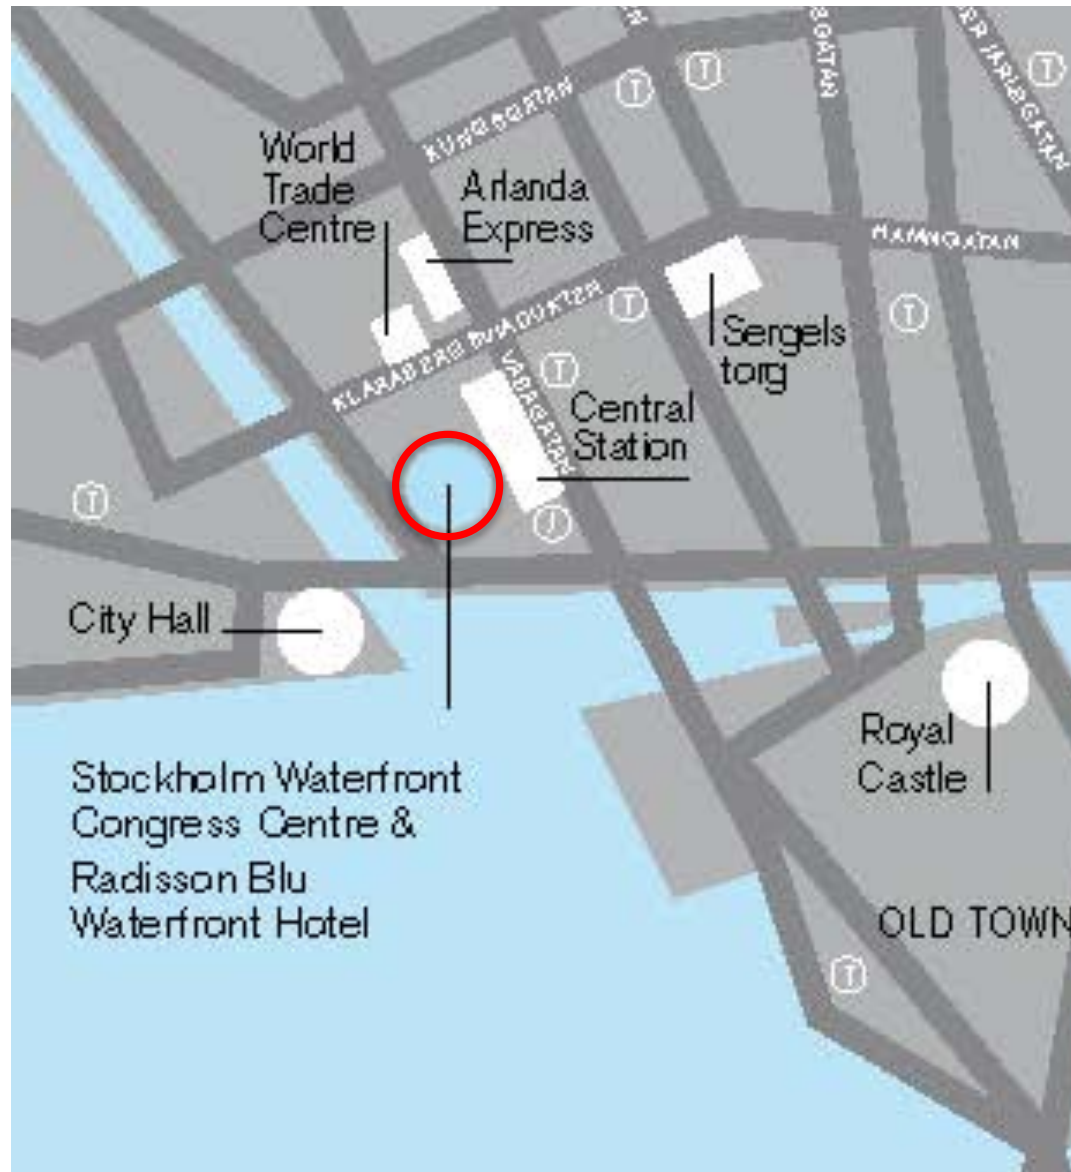 BGATAN
T
T
T
KUNGSGATAN
World
Trade
Centre
Arlanda
Express
HAMNGATAN
KLARABERGSVIADUKTEN
T
T
Sergels
torg
VASAGATAN
T
Central
Station
T
J
City Hall
Royal
Castle
Stockholm Waterfront
Congress Centre &
Radisson Blu
Waterfront Hotel
OLD TOWN
T